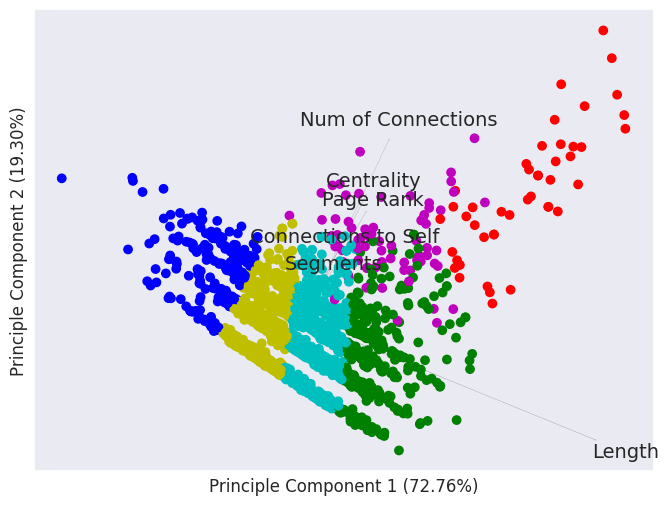 Num of Connections
Centrality
Page Rank
Connections to Self
Segments
Length
Principle Component 2 (19.30%)
Principle Component 1 (72.76%)